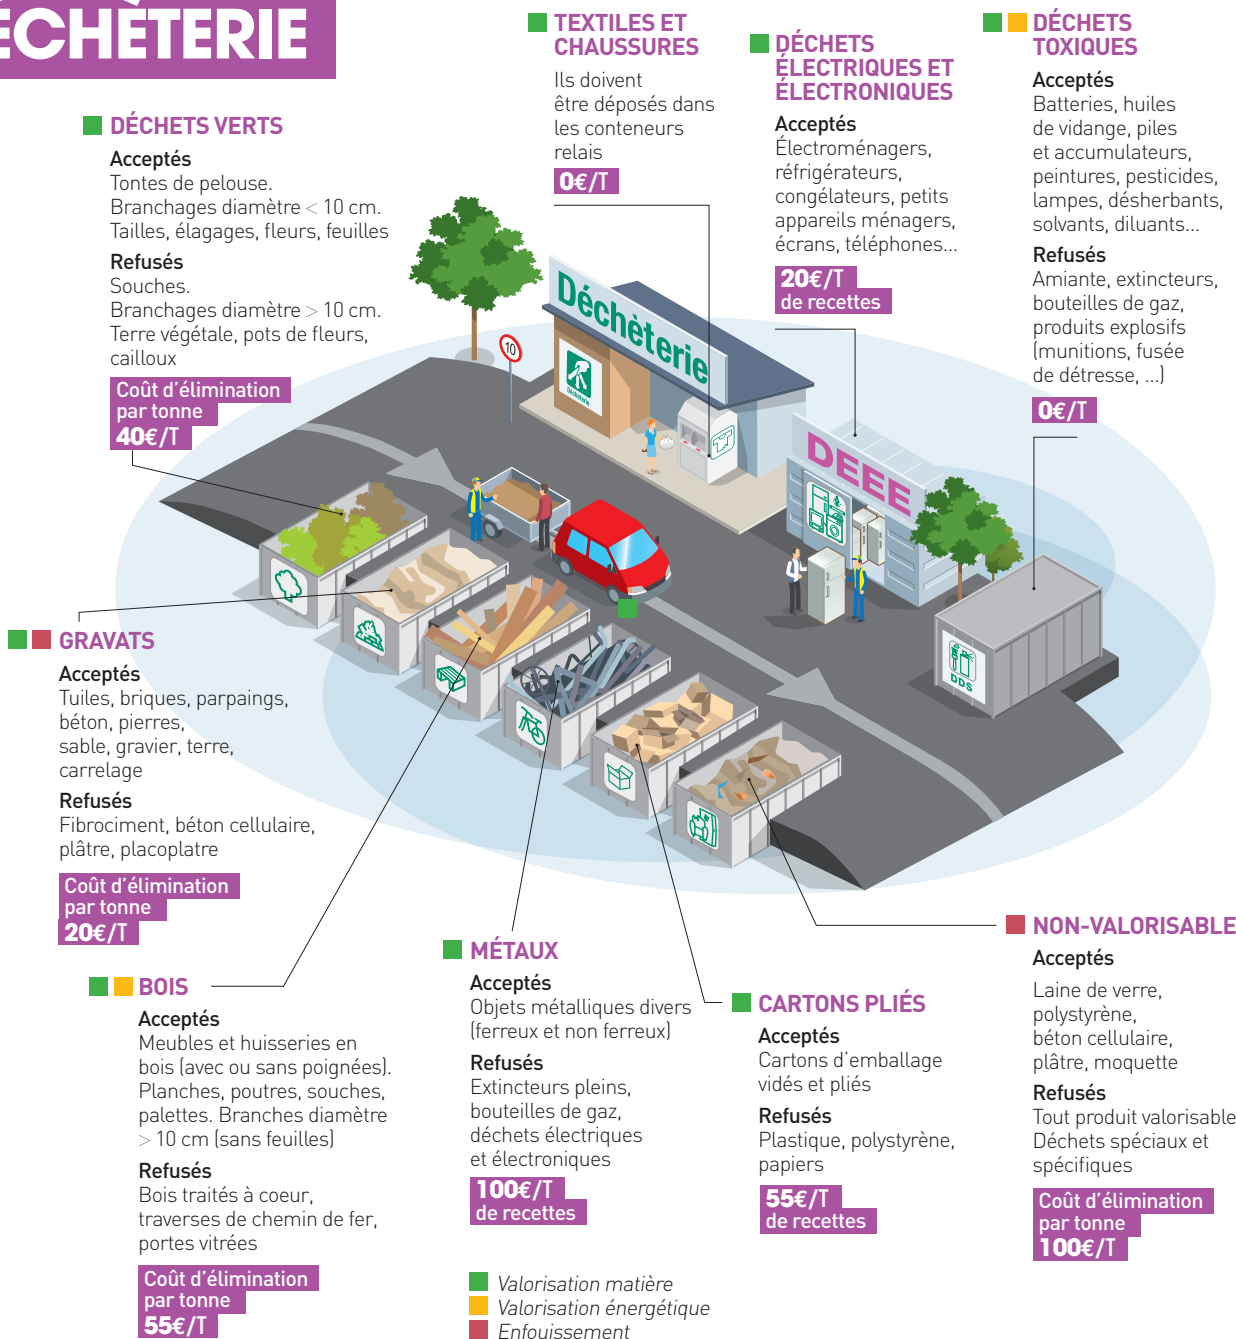 ÉCHÈTERIE
TEXTILES ET
CHAUSSURES
Ils doivent
être déposés dans
les conteneurs
relais
0€/T
DÉCHETS
ÉLECTRIQUES ET
ÉLECTRONIQUES
Acceptés
Électroménagers,
réfrigérateurs,
congélateurs, petits
appareils ménagers,
écrans, téléphones...
20€/T
de recettes
DÉCHETS
TOXIQUES
Acceptés
Batteries, huiles
de vidange, piles
et accumulateurs,
peintures, pesticides,
lampes, désherbants,
solvants, diluants...
Refusés
Amiante, extincteurs,
bouteilles de gaz,
produits explosifs
(munitions, fusée
de détresse, ...)
0€/T
DÉCHETS VERTS
Acceptés
Tontes de pelouse.
Branchages diamètre < 10 cm.
Tailles, élagages, fleurs, feuilles
Refusés
Souches.
Branchages diamètre > 10 cm.
Terre végétale, pots de fleurs,
cailloux
Coût d'élimination
par tonne
40€/T
Déchèterie
Déchèterie
10
DEEE
DDS
GRAVATS
Acceptés
Tuiles, briques, parpaings,
béton, pierres,
sable, gravier, terre,
carrelage
Refusés
Fibrociment, béton cellulaire,
plâtre, placoplatre
Coût d'élimination
par tonne
20€/T
BOIS
Acceptés
Meubles et huisseries en
bois (avec ou sans poignées).
Planches, poutres, souches,
palettes. Branches diamètre
> 10 cm (sans feuilles)
Refusés
Bois traités à coeur,
traverses de chemin de fer,
portes vitrées
Coût d'élimination
par tonne
55€/T
MÉTAUX
Acceptés
Objets métalliques divers
(ferreux et non ferreux)
Refusés
Extincteurs pleins,
bouteilles de gaz,
déchets électriques
et électroniques
100€/T
de recettes
CARTONS PLIÉS
Acceptés
Cartons d'emballage
vidés et pliés
Refusés
Plastique, polystyrène,
papiers
55€/T
de recettes
NON-VALORISABLE
Acceptés
Laine de verre,
polystyrène,
béton cellulaire,
plâtre, moquette
Refusés
Tout produit valorisable
Déchets spéciaux et
spécifiques
Coût d'élimination
par tonne
100€/T
Valorisation matière
Valorisation énergétique
Enfouissement